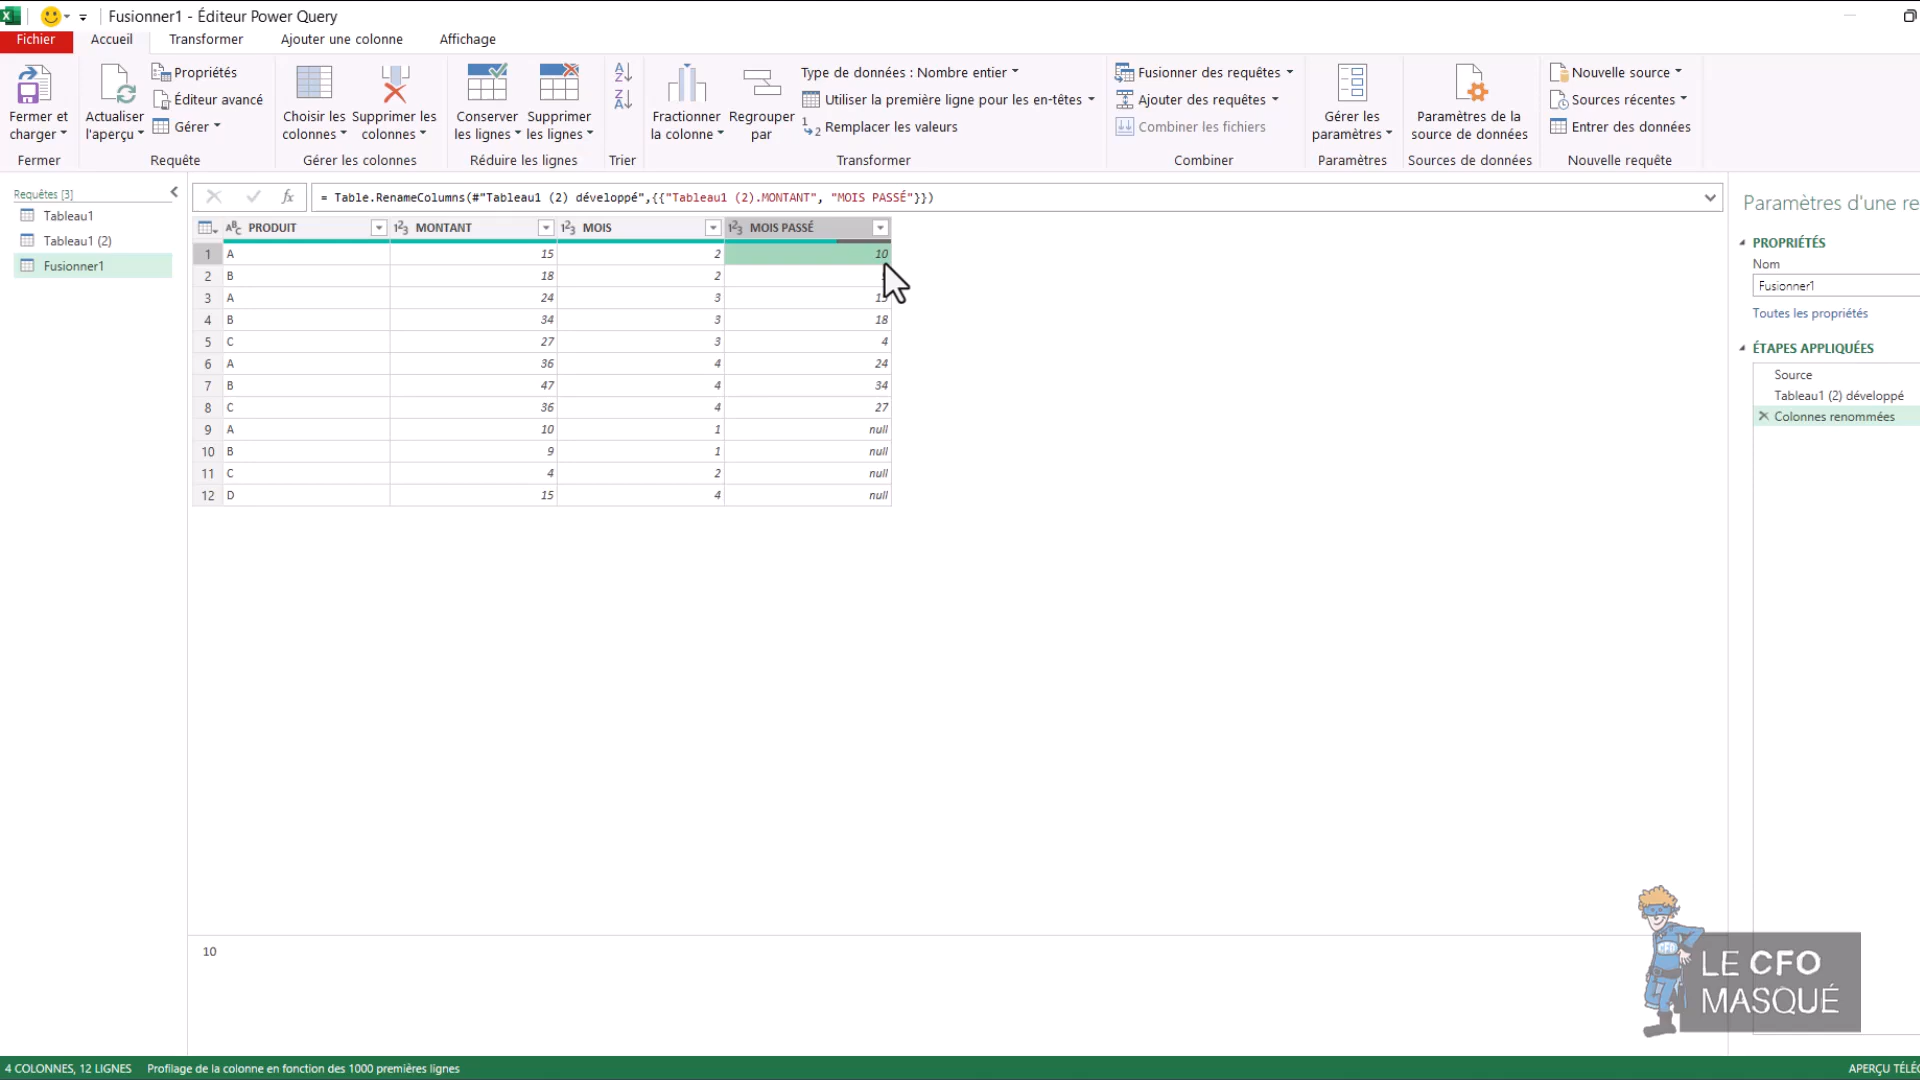 Fusionner1 - Éditeur Power Query
Fichier Accueil Transformer Ajouter une colonne Affichage
Fermer et charger
Fermer
Actualiser l'aperçu
Propriétés
Éditeur avancé
Gérer
Requête
Choisir les colonnes
Supprimer les colonnes
Gérer les colonnes
Conserver les lignes
Supprimer les lignes
Réduire les lignes
Trier
Fractionner la colonne
Regrouper par
Type de données : Nombre entier
Utiliser la première ligne pour les en-têtes
Remplacer les valeurs
Transformer
Fusionner des requêtes
Ajouter des requêtes
Combiner les fichiers
Combiner
Gérer les paramètres
Paramètres
Paramètres de la source de données
Sources de données
Nouvelle source
Sources récentes
Entrer des données
Nouvelle requête
Requêtes [3]
Tableau1
Tableau1 (2)
Fusionner1
= Table.RenameColumns(#"Tableau1 (2) développé",{{"Tableau1 (2).MONTANT", "MOIS PASSÉ"}})
PRODUIT MONTANT MOIS MOIS PASSÉ
1 A 15 2 10
2 B 18 2
3 A 24 3 15
4 B 34 3 18
5 C 27 3 4
6 A 36 4 24
7 B 47 4 34
8 C 36 4 27
9 A 10 1 null
10 B 9 1 null
11 C 4 2 null
12 D 15 4 null
10
Paramètres d'une re
PROPRIÉTÉS
Nom
Fusionner1
Toutes les propriétés
ÉTAPES APPLIQUÉES
Source
Tableau1 (2) développé
Colonnes renommées
CFO
LE CFO
MASQUÉ
4 COLONNES, 12 LIGNES Profilage de la colonne en fonction des 1000 premières lignes
APERÇU TÉLÉC